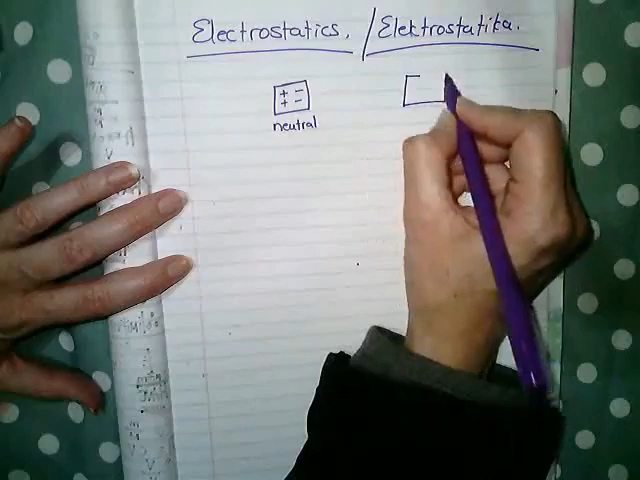 Electrostatics. / Elektrostatika.
+ −
+ −
neutral